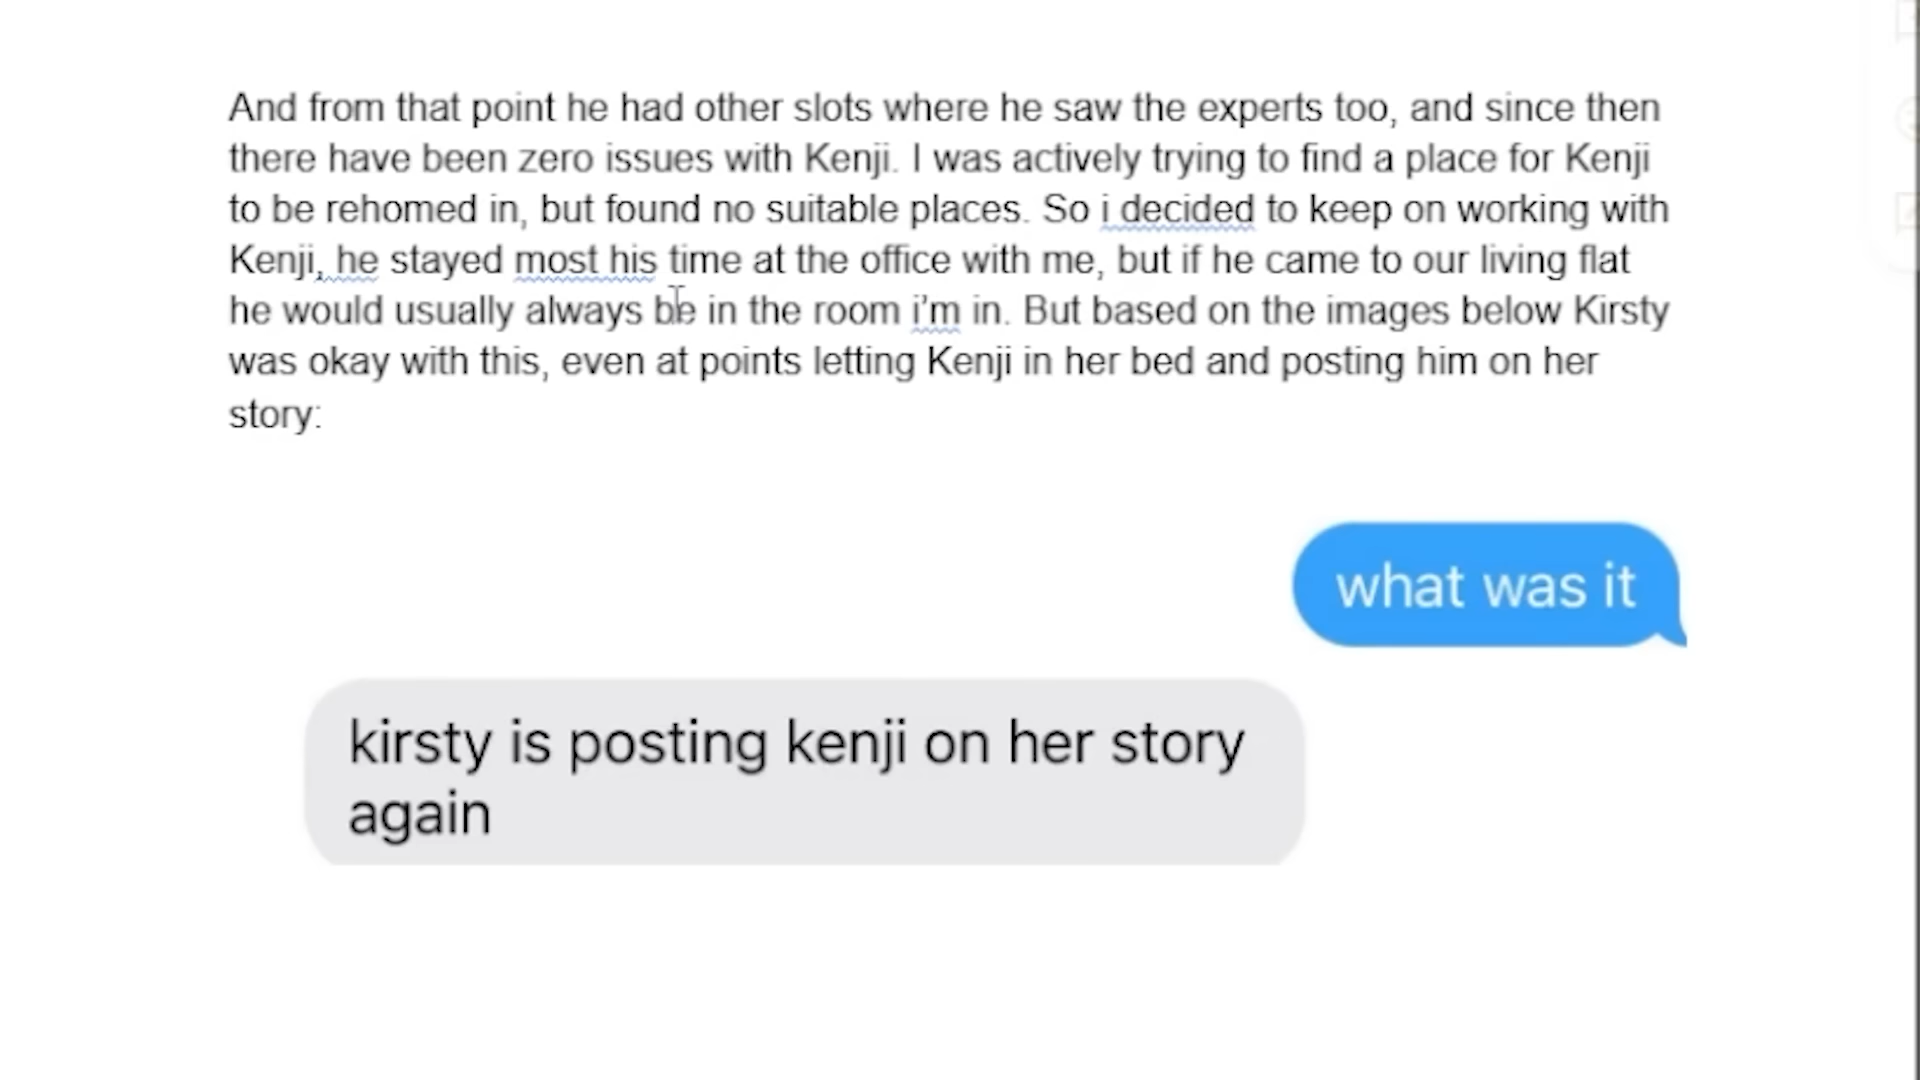 And from that point he had other slots where he saw the experts too, and since then
there have been zero issues with Kenji. I was actively trying to find a place for Kenji
to be rehomed in, but found no suitable places. So i decided to keep on working with
Kenji, he stayed most his time at the office with me, but if he came to our living flat
he would usually always be in the room i'm in. But based on the images below Kirsty
was okay with this, even at points letting Kenji in her bed and posting him on her
story:
what was it
kirsty is posting kenji on her story
again